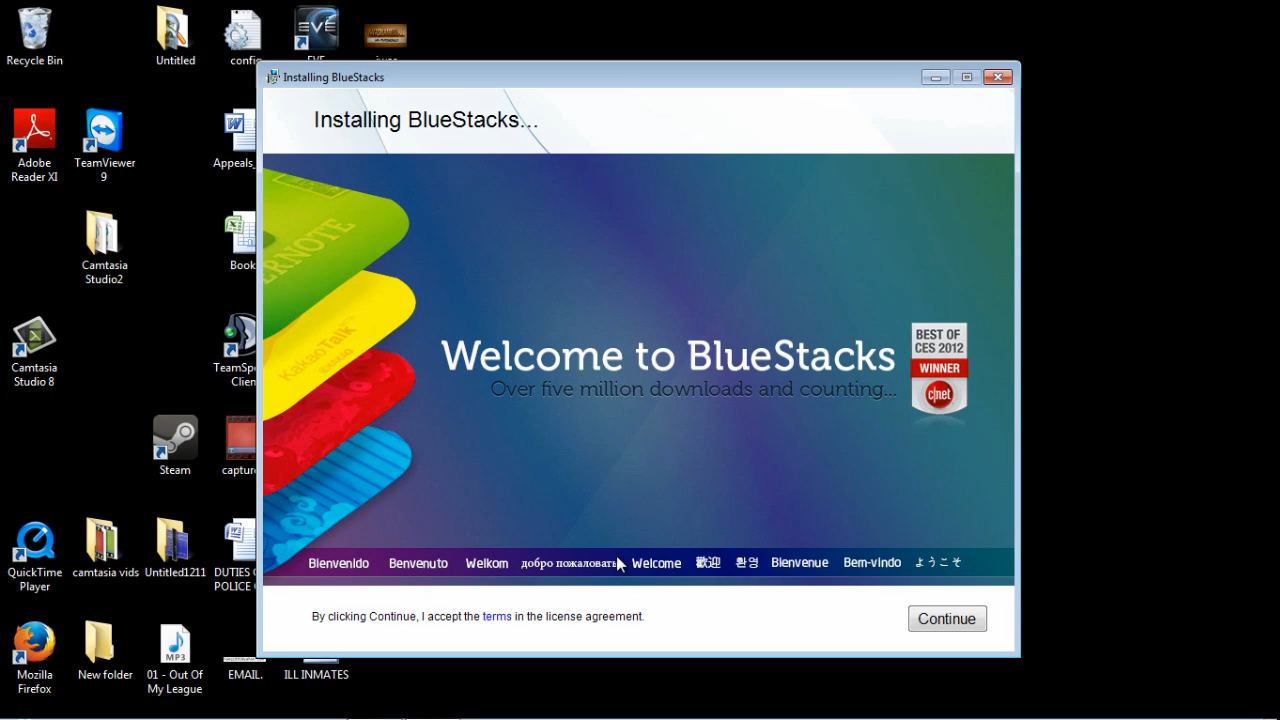 Recycle Bin
Untitled
config
EVE
Adobe
Reader XI
TeamViewer
9
Appeals_
Camtasia
Studio2
Book
Camtasia
Studio 8
TeamSpe
Clien
Steam
captur
QuickTime
Player
camtasia vids
Untitled1211
DUTIES O
POLICE
Mozilla
Firefox
New folder
01 - Out Of
My League
MP3
EMAIL.
ILL INMATES
Installing BlueStacks
Installing BlueStacks...
ERNOTE
KakaoTalk
Welcome to BlueStacks
Over five million downloads and counting...
BEST OF
CES 2012
WINNER
c|net
Bienvenido Benvenuto Welkom добро пожаловать Welcome 歡迎 환영 Bienvenue Bem-vindo ようこそ
By clicking Continue, I accept the terms in the license agreement.
Continue